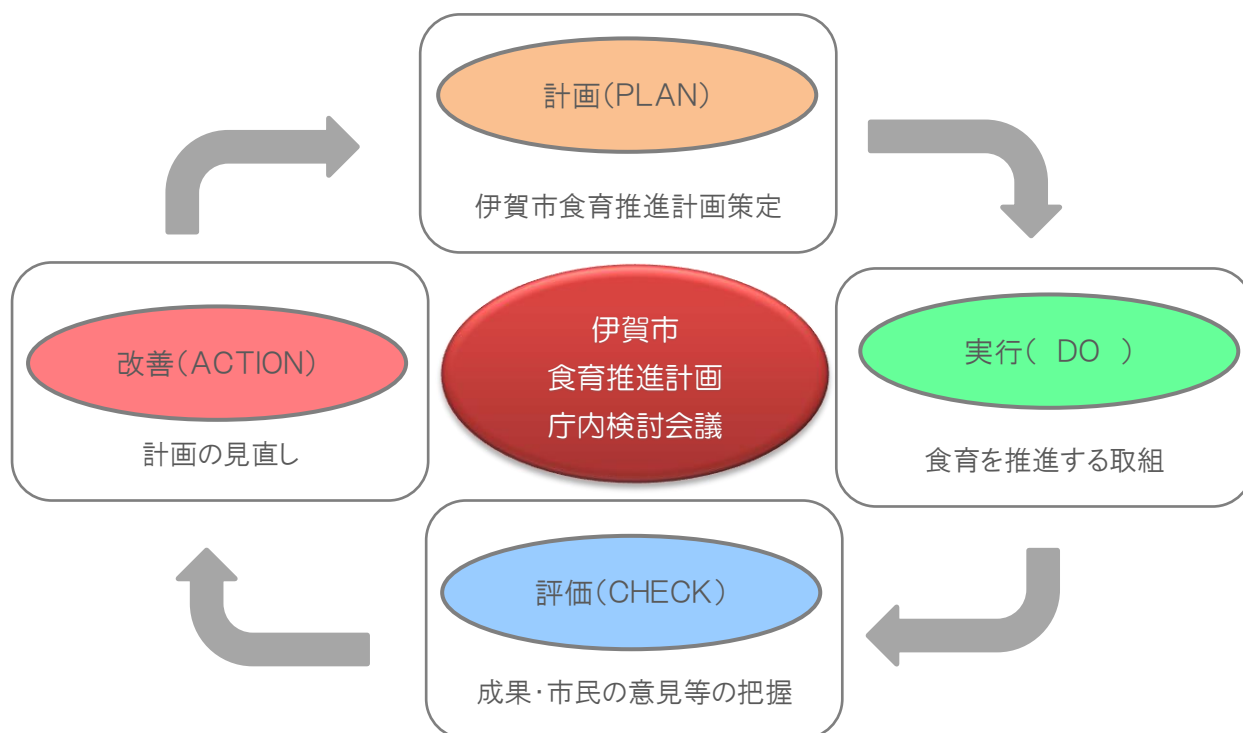 計画(PLAN)
伊賀市食育推進計画策定
伊賀市
食育推進計画
庁内検討会議
改善(ACTION)
計画の見直し
実行( DO )
食育を推進する取組
評価(CHECK)
成果・市民の意見等の把握